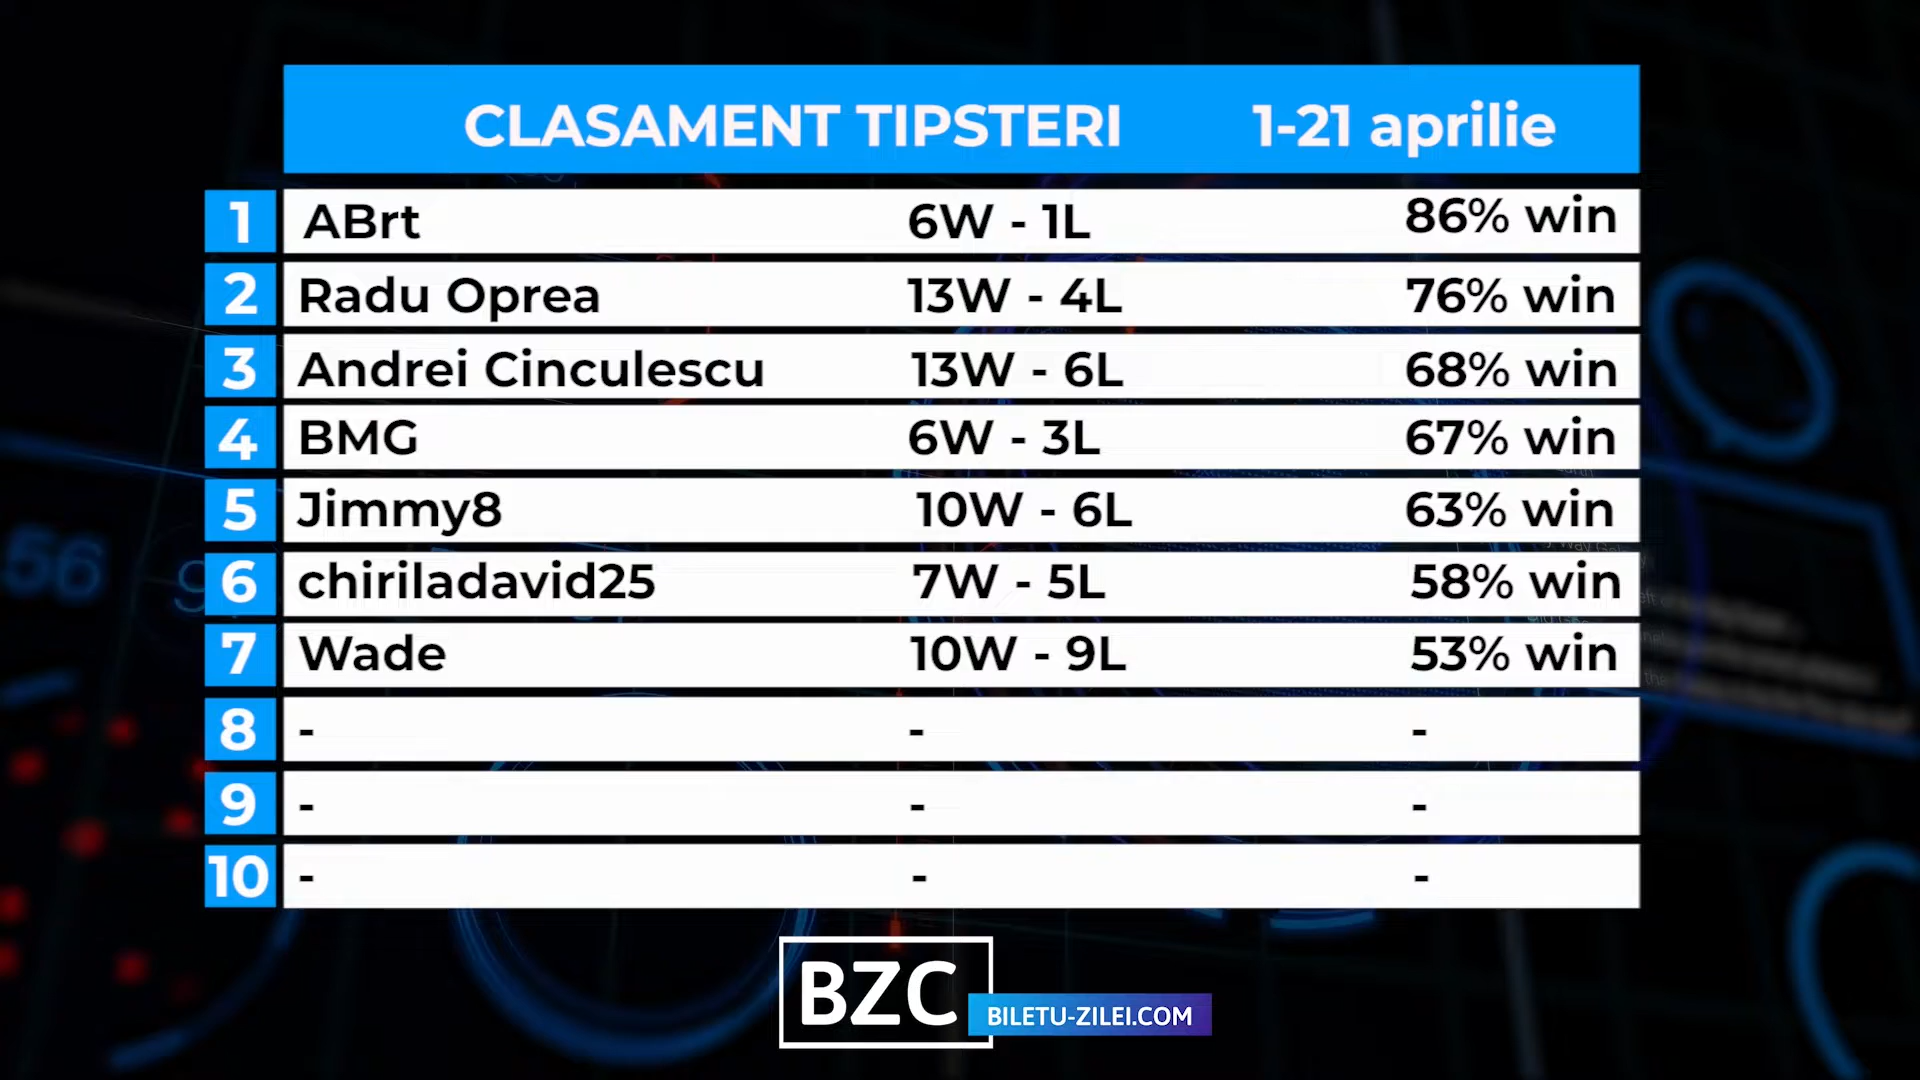 CLASAMENT TIPSTERI 1-21 aprilie
1 ABrt 6W - 1L 86% win
2 Radu Oprea 13W - 4L 76% win
3 Andrei Cinculescu 13W - 6L 68% win
4 BMG 6W - 3L 67% win
5 Jimmy8 10W - 6L 63% win
6 chiriladavid25 7W - 5L 58% win
7 Wade 10W - 9L 53% win
8 - - -
9 - - -
10 - - -
56
BZC
BILETU-ZILEI.COM